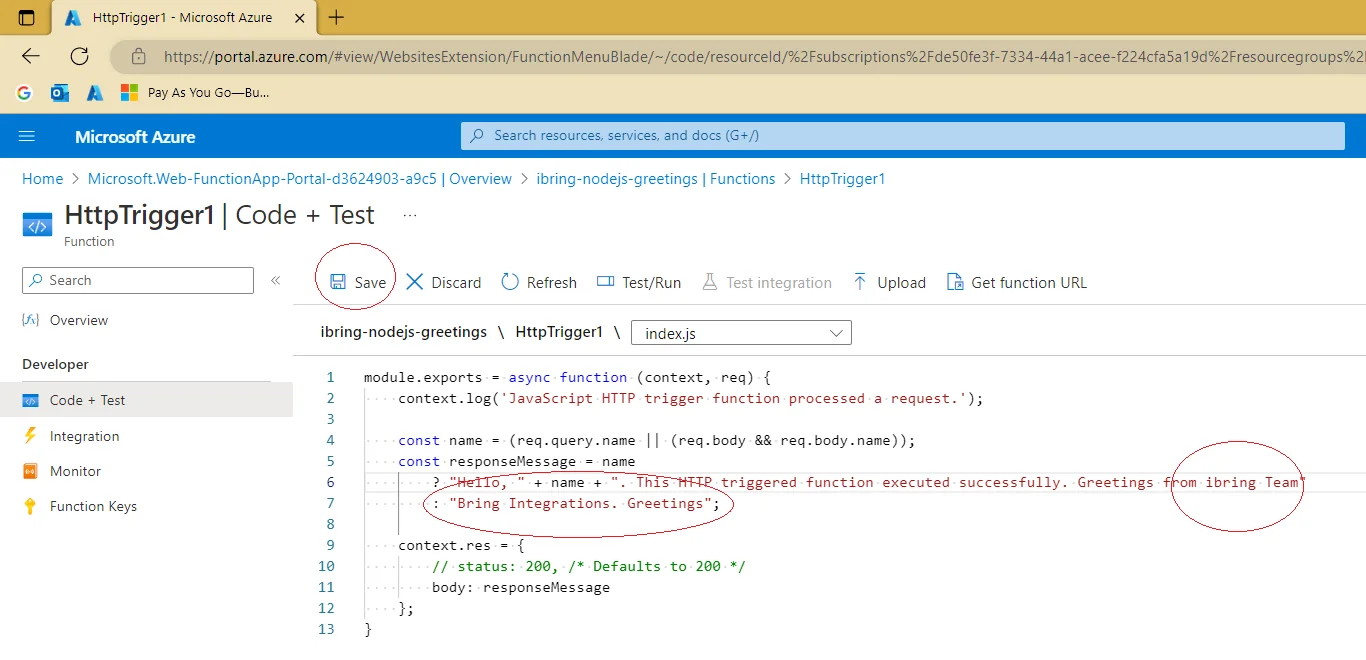 HttpTrigger1 - Microsoft Azure
https://portal.azure.com/#view/WebsitesExtension/FunctionMenuBlade/~/code/resourceId/%2Fsubscriptions%2Fde50fe3f-7334-44a1-acee-f224cfa5a19d%2Fresourcegroups%2
Pay As You Go—Bu...
Microsoft Azure
Search resources, services, and docs (G+/)
Home > Microsoft.Web-FunctionApp-Portal-d3624903-a9c5 | Overview > ibring-nodejs-greetings | Functions > HttpTrigger1
HttpTrigger1 | Code + Test ...
Function
Search
«
Save Discard Refresh Test/Run Test integration Upload Get function URL
Overview
Developer
Code + Test
Integration
Monitor
Function Keys
ibring-nodejs-greetings \ HttpTrigger1 \ index.js
1 module.exports = async function (context, req) {
2 context.log('JavaScript HTTP trigger function processed a request.');
3
4 const name = (req.query.name || (req.body && req.body.name));
5 const responseMessage = name
6 ? "Hello, " + name + ". This HTTP triggered function executed successfully. Greetings from ibring Team"
7 : "Bring Integrations. Greetings";
8
9 context.res = {
10 // status: 200, /* Defaults to 200 */
11 body: responseMessage
12 };
13 }